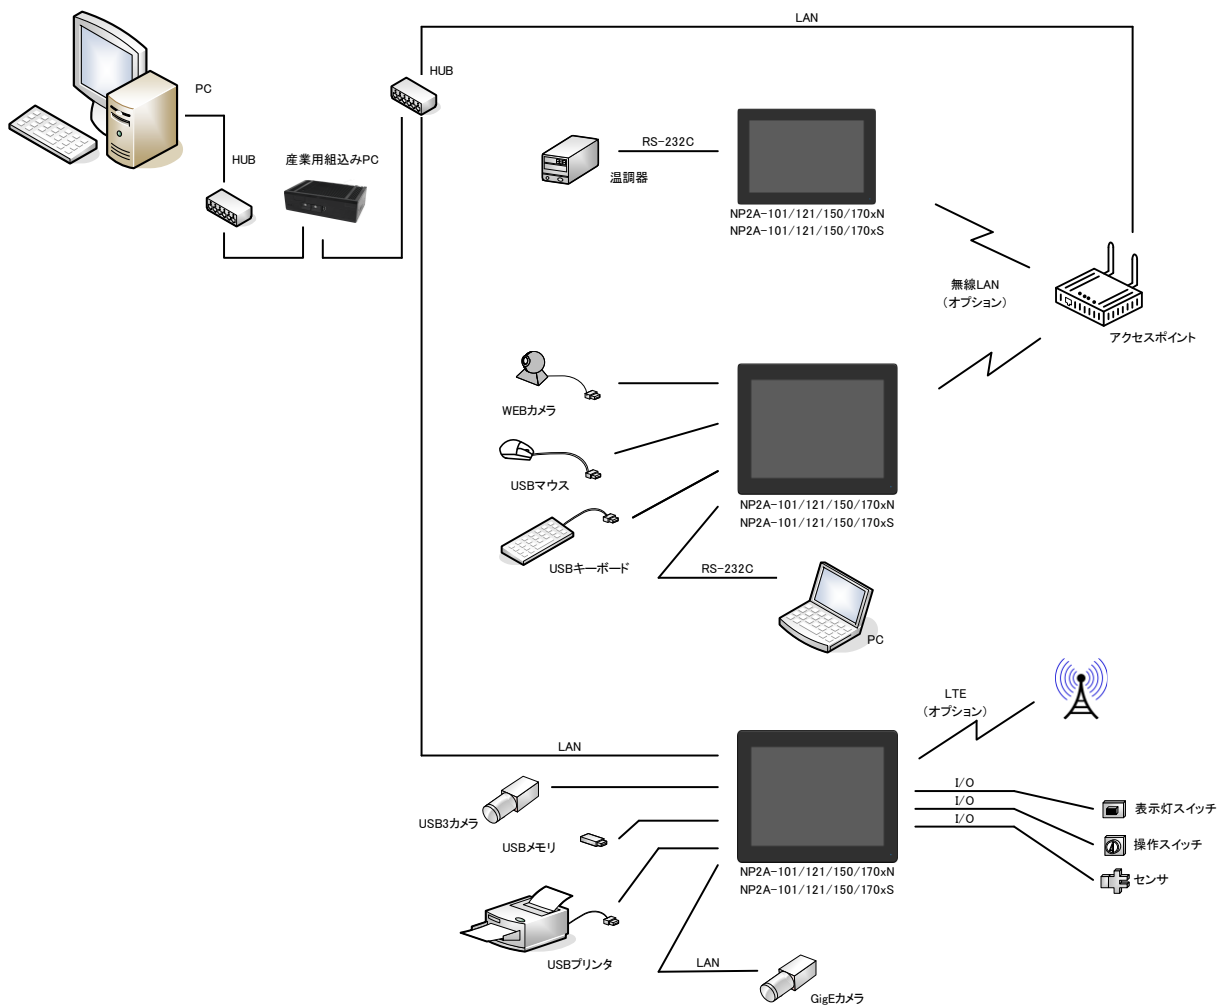 LAN
HUB
PC
RS-232C
温調器
HUB
産業用組込みPC
NP2A-101/121/150/170xN
NP2A-101/121/150/170xS
無線LAN
(オプション)
アクセスポイント
WEBカメラ
USBマウス
NP2A-101/121/150/170xN
NP2A-101/121/150/170xS
USBキーボード
RS-232C
PC
LTE
(オプション)
LAN
I/O
表示灯スイッチ
I/O
USB3カメラ
I/O
操作スイッチ
USBメモリ
NP2A-101/121/150/170xN
NP2A-101/121/150/170xS
センサ
USBプリンタ
LAN
GigEカメラ